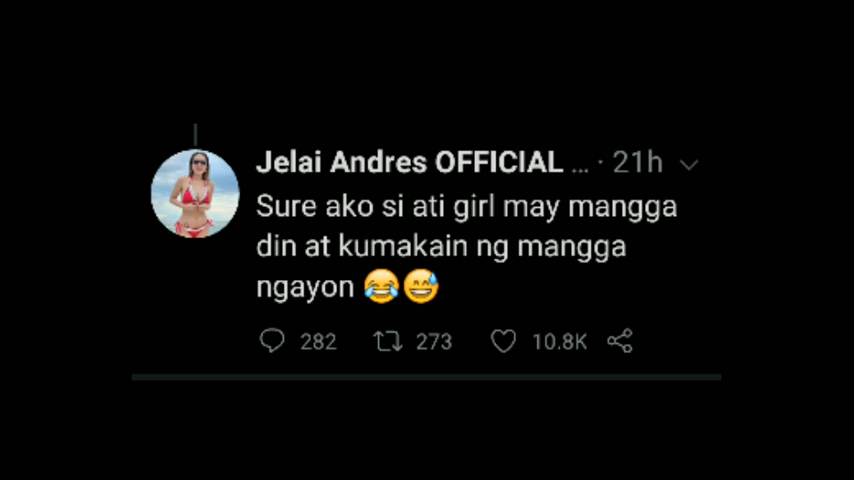 Jelai Andres OFFICIAL ... · 21h
Sure ako si ati girl may mangga
din at kumakain ng mangga
ngayon 😂😅
282 273 10.8K